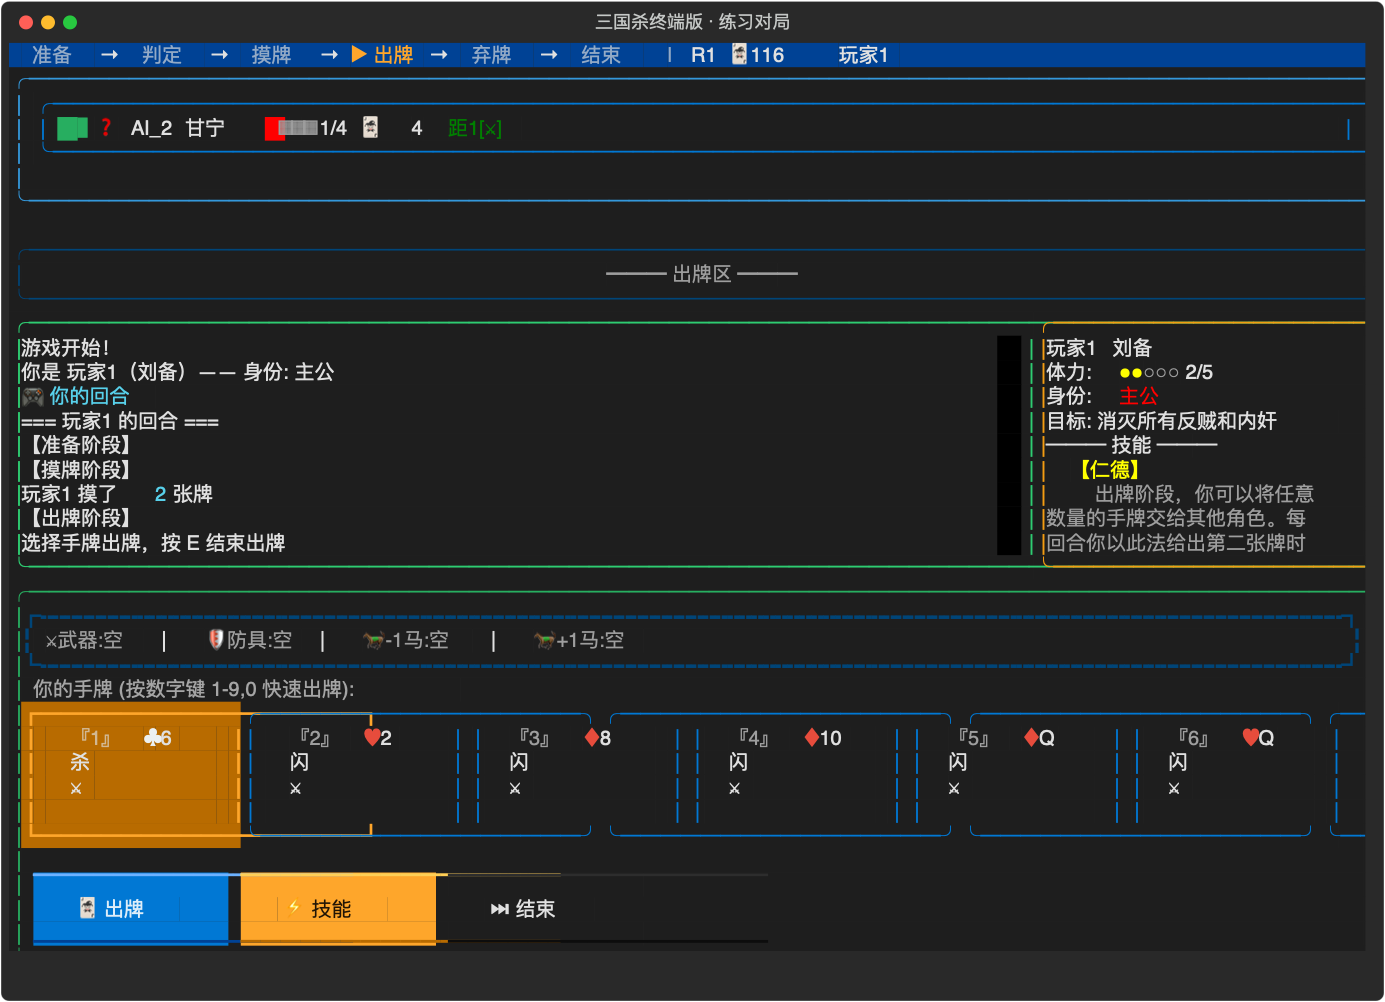 三国杀终端版 · 练习对局
准备 → 判定 → 摸牌 → ▶ 出牌 → 弃牌 → 结束 | R1 🃏116 玩家1
? AI_2 甘宁 1/4 🃏 4 距1[⚔]
─── 出牌区 ───
游戏开始!
你是 玩家1（刘备）—— 身份: 主公
🎮 你的回合
=== 玩家1 的回合 ===
【准备阶段】
【摸牌阶段】
玩家1 摸了 2 张牌
【出牌阶段】
选择手牌出牌，按 E 结束出牌
玩家1 刘备
体力: ●●○○○ 2/5
身份: 主公
目标: 消灭所有反贼和内奸
─── 技能 ───
【仁德】
出牌阶段，你可以将任意
数量的手牌交给其他角色。每
回合你以此法给出第二张牌时
⚔武器:空 | 🛡防具:空 | 🐎-1马:空 | 🐎+1马:空
你的手牌 (按数字键 1-9,0 快速出牌):
『1』 ♣6
杀
⚔
『2』 ♥2
闪
⚔
『3』 ♦8
闪
⚔
『4』 ♦10
闪
⚔
『5』 ♦Q
闪
⚔
『6』 ♥Q
闪
⚔
🃏 出牌
⚡ 技能
⏭ 结束